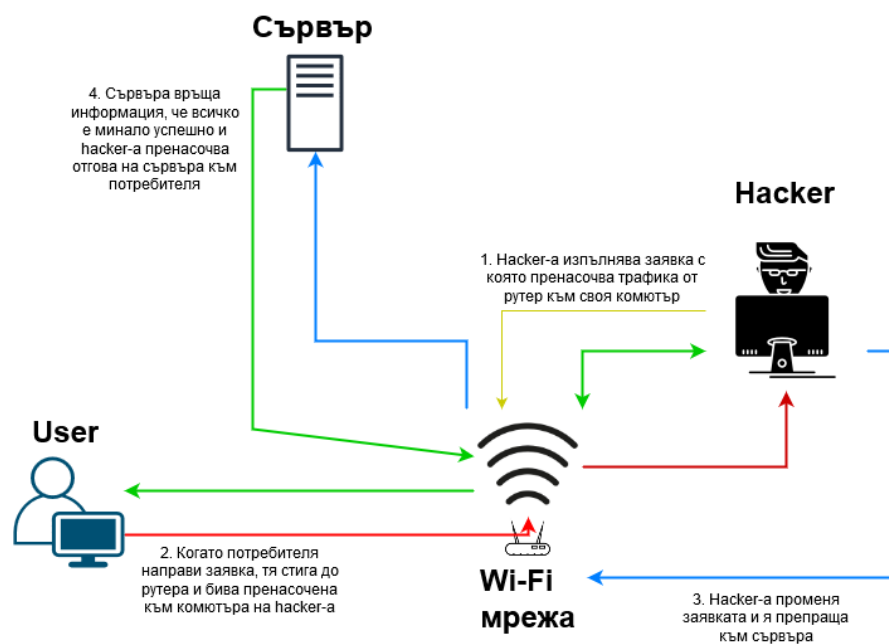 Сървър
4. Сървъра връща
информация, че всичко
е минало успешно и
hacker-а пренасочва
отгова на сървъра към
потребителя
Hacker
1. Hacker-а изпълнява заявка с
която пренасочва трафика от
рутер към своя комютър
User
2. Когато потребителя
направи заявка, тя стига до
рутера и бива пренасочена
към комютъра на hacker-а
Wi-Fi
мрежа
3. Hacker-а променя
заявката и я препраща
към сървъра